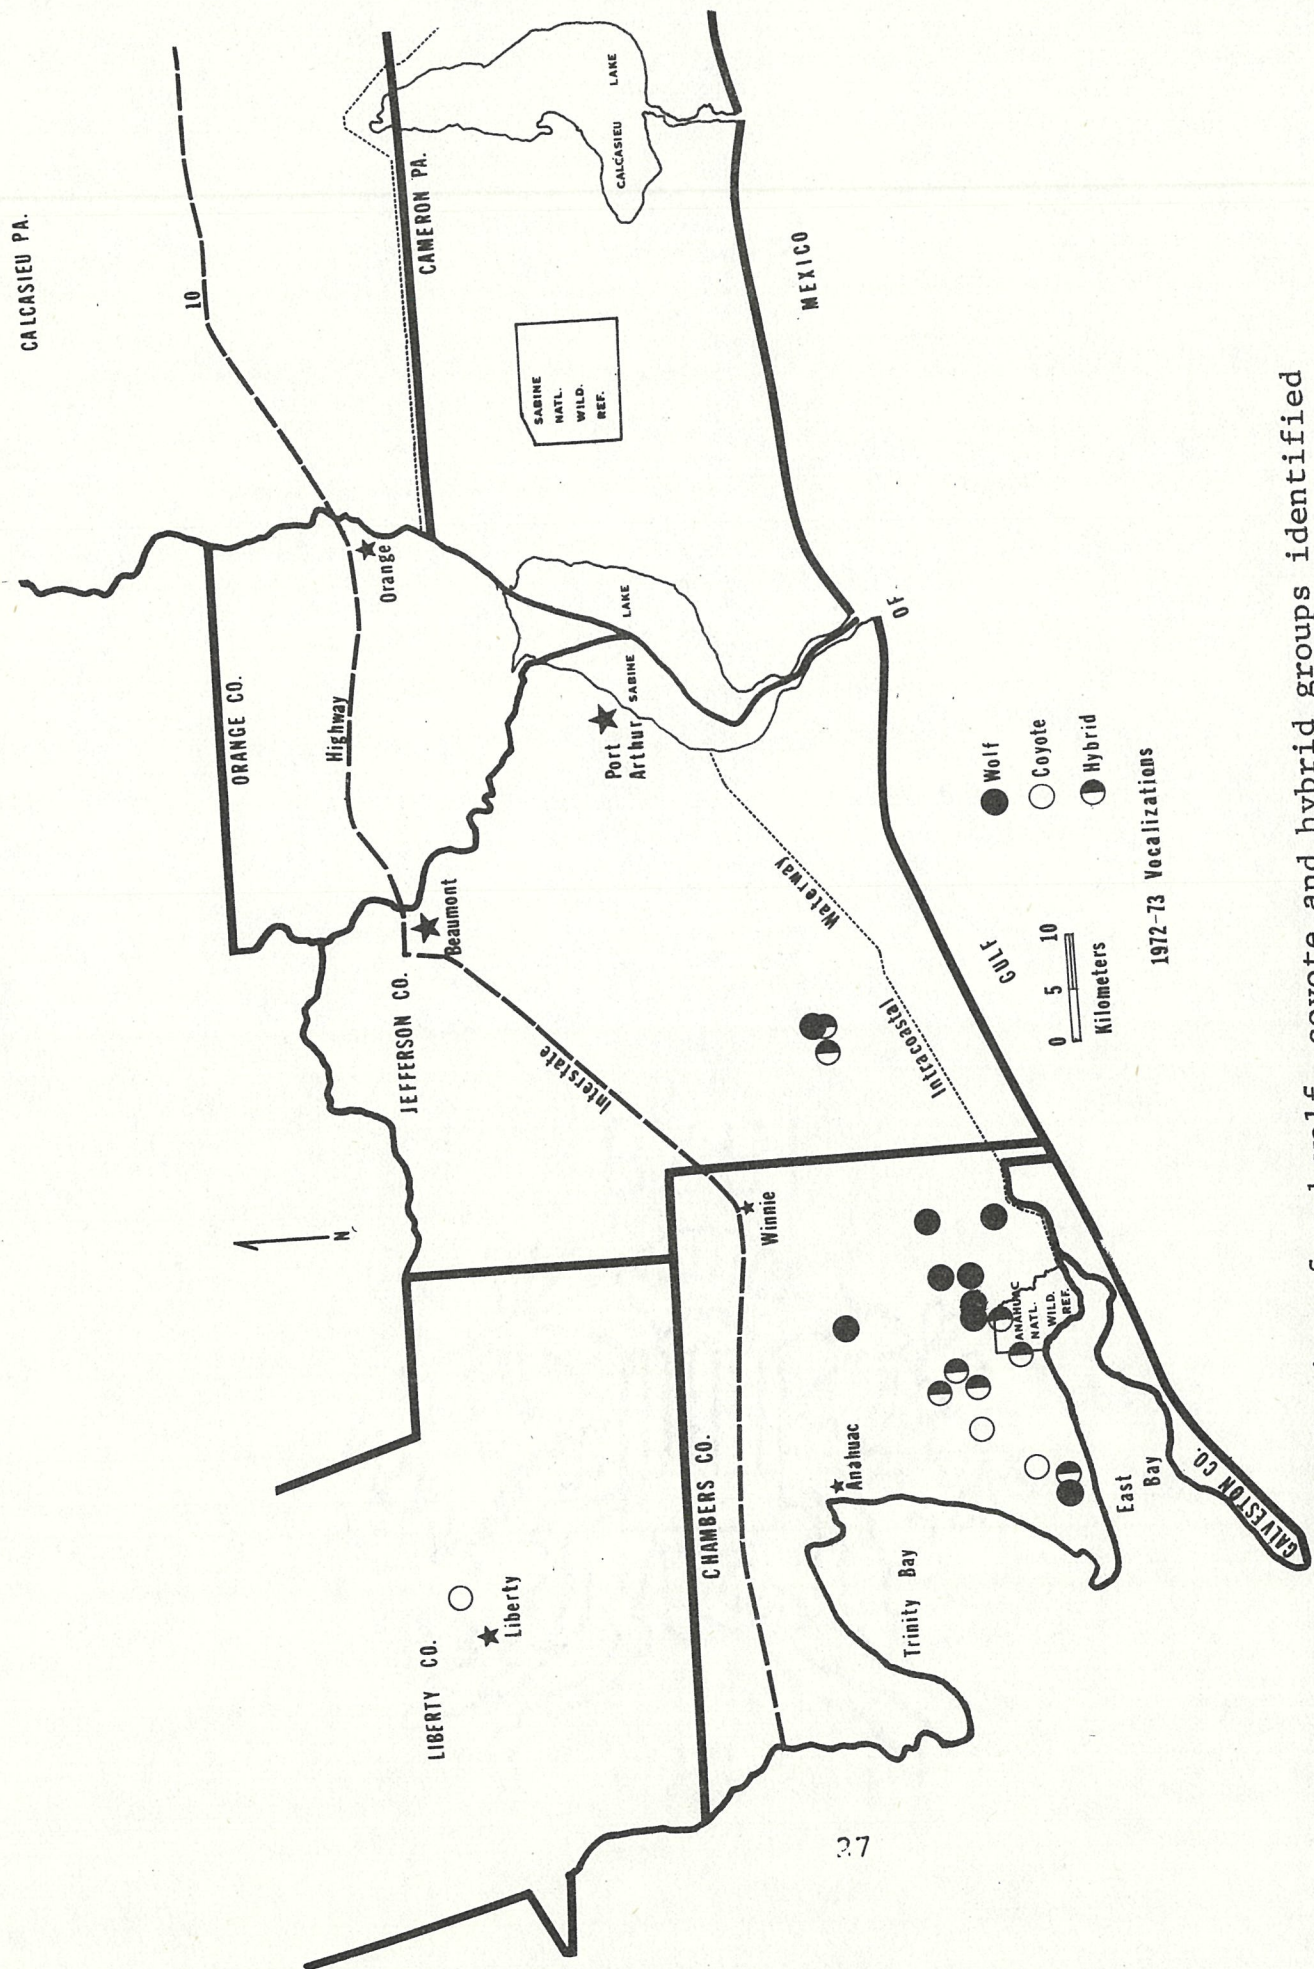 CALCASIEU PA.
10
ORANGE CO.
Highway
Orange
CAMERON PA.
CALCASIEU LAKE
SABINE
NATL.
WILD.
REF.
LIBERTY CO.
Liberty
JEFFERSON CO.
Beaumont
Port
Arthur
SABINE LAKE
N
Interstate
CHAMBERS CO.
Winnie
Waterway
Intracoastal
Anahuac
Trinity Bay
ANAHUAC
NATL.
WILD.
REF.
East
Bay
GALVESTON CO.
GULF OF MEXICO
0 5 10
Kilometers
Wolf
Coyote
Hybrid
1972-73 Vocalizations
wolf, coyote and hybrid groups identified
37